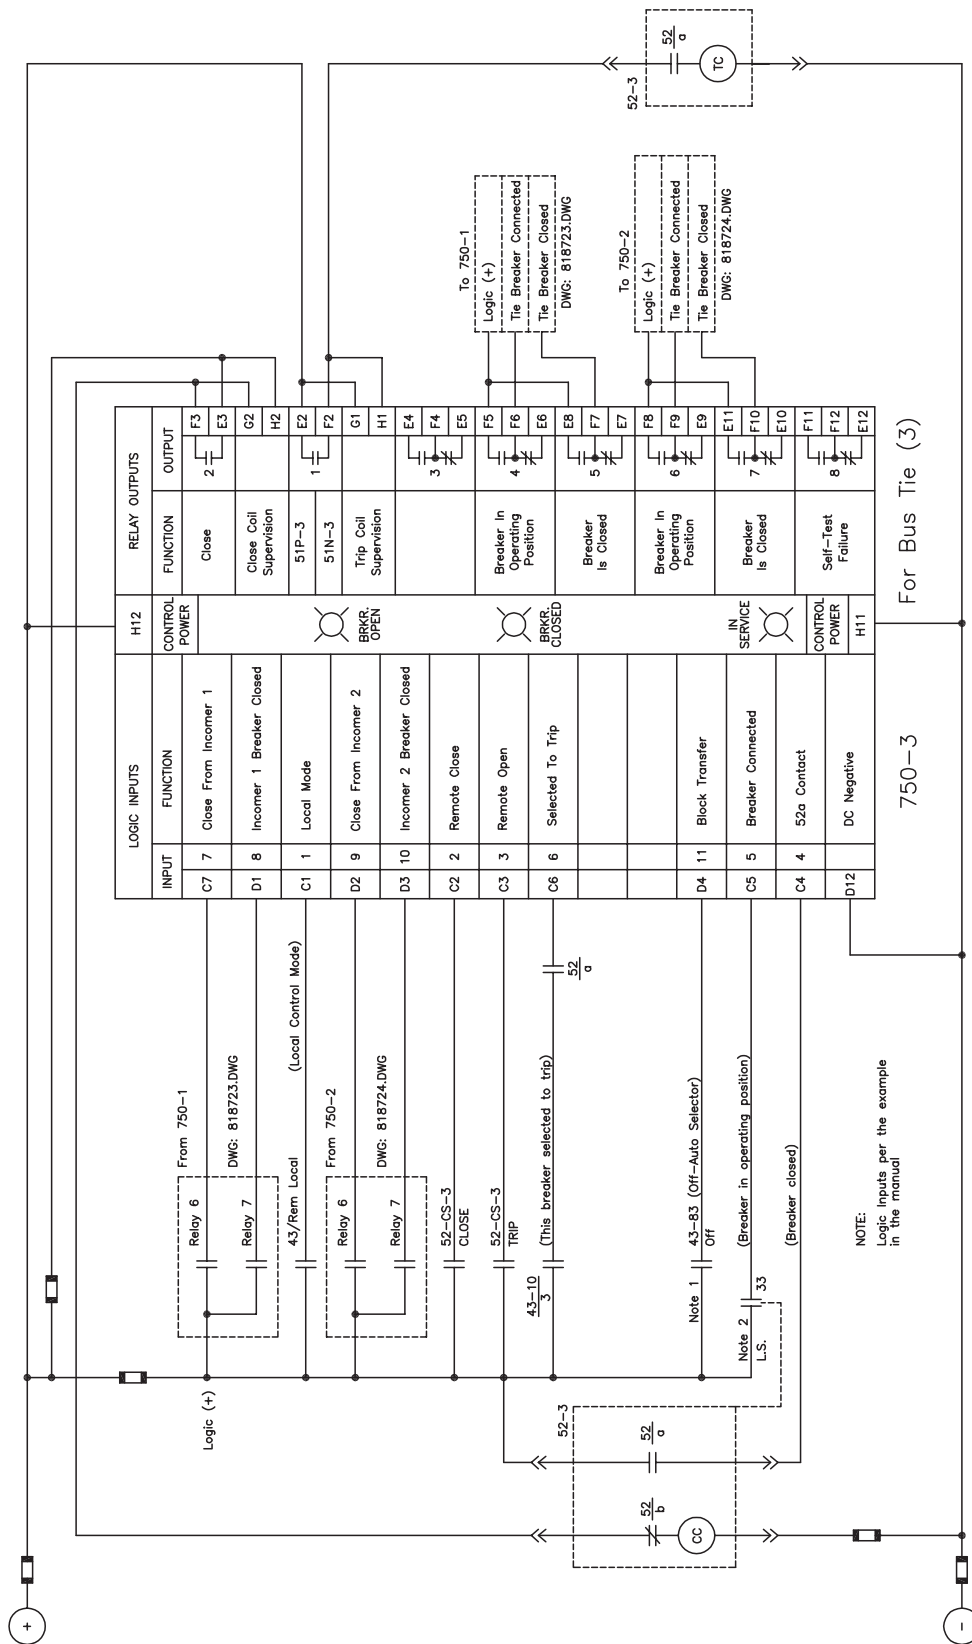 LOGIC INPUTS
INPUT
FUNCTION
C7
7
Close From Incomer 1
D1
8
Incomer 1 Breaker Closed
C1
1
Local Mode
D2
9
Close From Incomer 2
D3
10
Incomer 2 Breaker Closed
C2
2
Remote Close
C3
3
Remote Open
C6
6
Selected To Trip
D4
11
Block Transfer
C5
5
Breaker Connected
C4
4
52a Contact
D12
DC Negative
H12
CONTROL
POWER
BRKR.
OPEN
BRKR.
CLOSED
IN
SERVICE
CONTROL
POWER
H11
RELAY OUTPUTS
FUNCTION
OUTPUT
Close
2
F3
E3
Close Coil
Supervision
G2
H2
51P-3
51N-3
1
E2
F2
Trip Coil
Supervision
G1
H1
3
E4
F4
E5
Breaker In
Operating
Position
4
F5
F6
E6
Breaker
Is Closed
5
E8
F7
E7
Breaker In
Operating
Position
6
F8
F9
E9
Breaker
Is Closed
7
E11
F10
E10
Self-Test
Failure
8
F11
F12
E12
750-3
For Bus Tie (3)
+
-
Logic (+)
From 750-1
Relay 6
Relay 7
DWG: 818723.DWG
43/Rem Local
(Local Control Mode)
From 750-2
Relay 6
Relay 7
DWG: 818724.DWG
52-CS-3
CLOSE
52-CS-3
TRIP
43-10
3
(This breaker selected to trip)
52
a
Note 1
43-83 (Off-Auto Selector)
Off
Note 2
L.S.
33
(Breaker in operating position)
(Breaker closed)
52-3
52
b
CC
52
a
NOTE:
Logic Inputs per the example
in the manual
To 750-1
Logic (+)
Tie Breaker Connected
Tie Breaker Closed
DWG: 818723.DWG
To 750-2
Logic (+)
Tie Breaker Connected
Tie Breaker Closed
DWG: 818724.DWG
52-3
52
a
TC